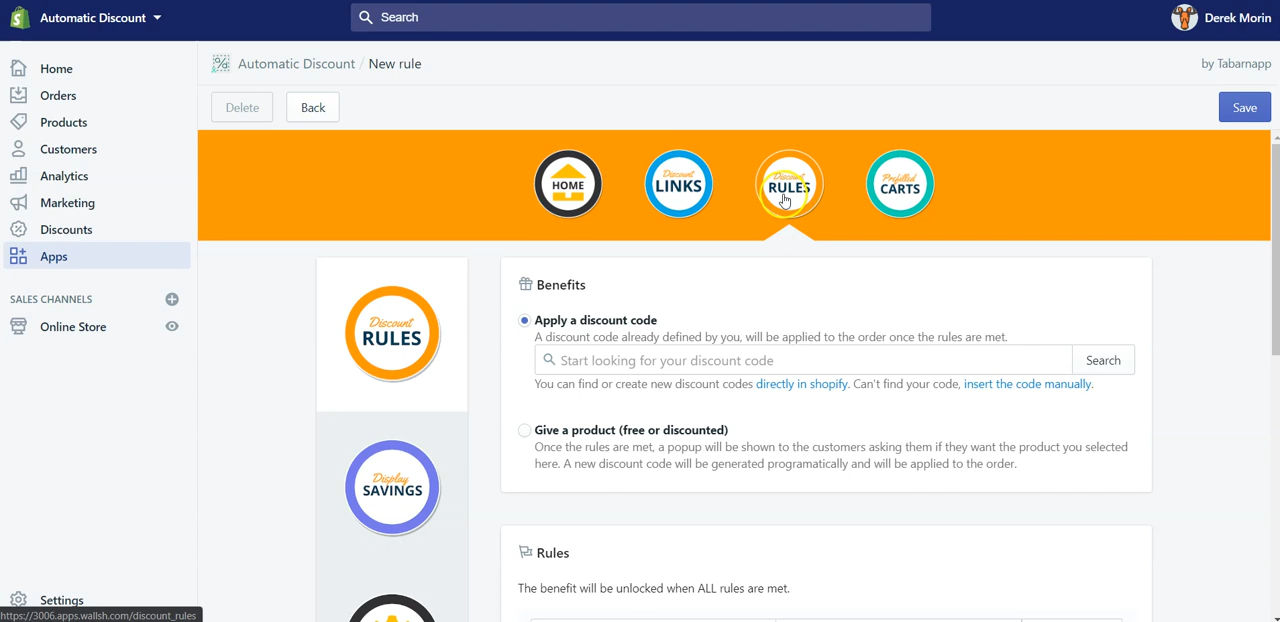 Automatic Discount
Search
Derek Morin
Home
Orders
Products
Customers
Analytics
Marketing
Discounts
Apps
SALES CHANNELS
Online Store
Settings
https://3006.apps.wallsh.com/discount_rules
Automatic Discount / New rule
by Tabarnapp
Delete
Back
Save
HOME
Discount
LINKS
Discount
RULES
Prefilled
CARTS
Discount
RULES
Display
SAVINGS
Benefits
Apply a discount code
A discount code already defined by you, will be applied to the order once the rules are met.
Start looking for your discount code
Search
You can find or create new discount codes directly in shopify. Can't find your code, insert the code manually.
Give a product (free or discounted)
Once the rules are met, a popup will be shown to the customers asking them if they want the product you selected
here. A new discount code will be generated programatically and will be applied to the order.
Rules
The benefit will be unlocked when ALL rules are met.